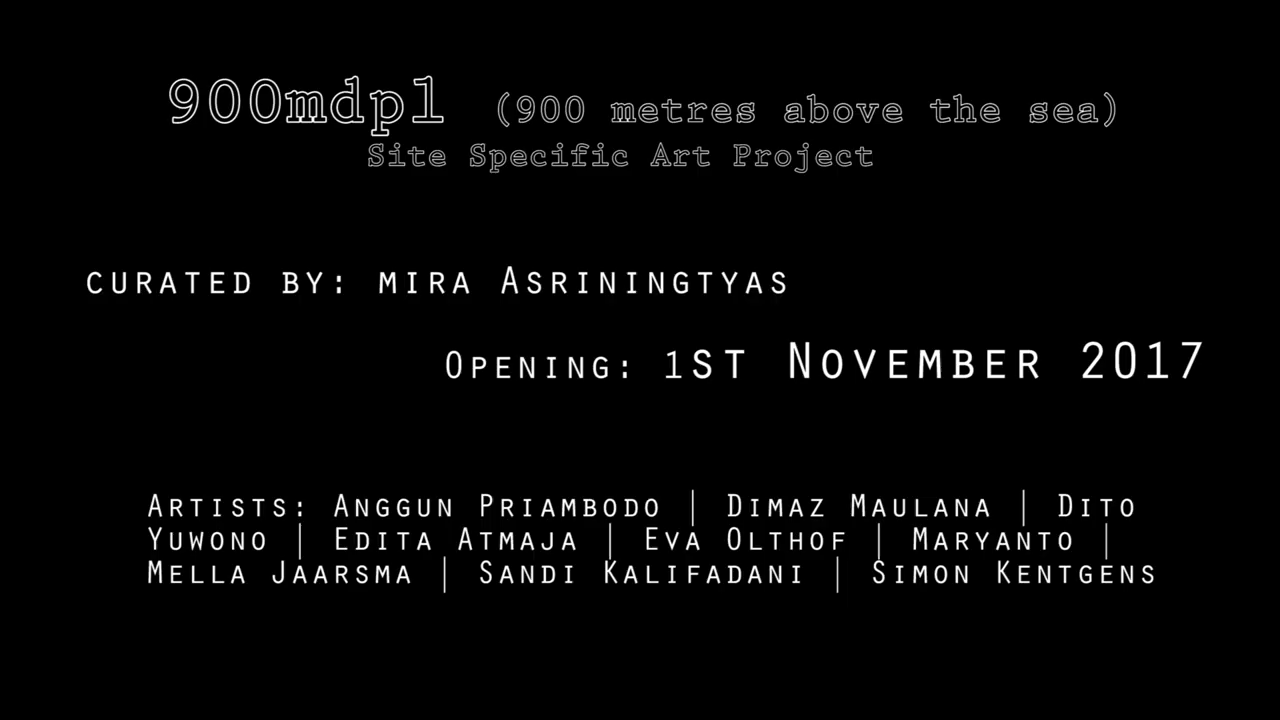 900mdpl (900 metres above the sea)
Site Specific Art Project
CURATED BY: MIRA ASRININGTYAS
OPENING: 1ST NOVEMBER 2017
ARTISTS: ANGGUN PRIAMBODO | DIMAZ MAULANA | DITO
YUWONO | EDITA ATMAJA | EVA OLTHOF | MARYANTO |
MELLA JAARSMA | SANDI KALIFADANI | SIMON KENTGENS